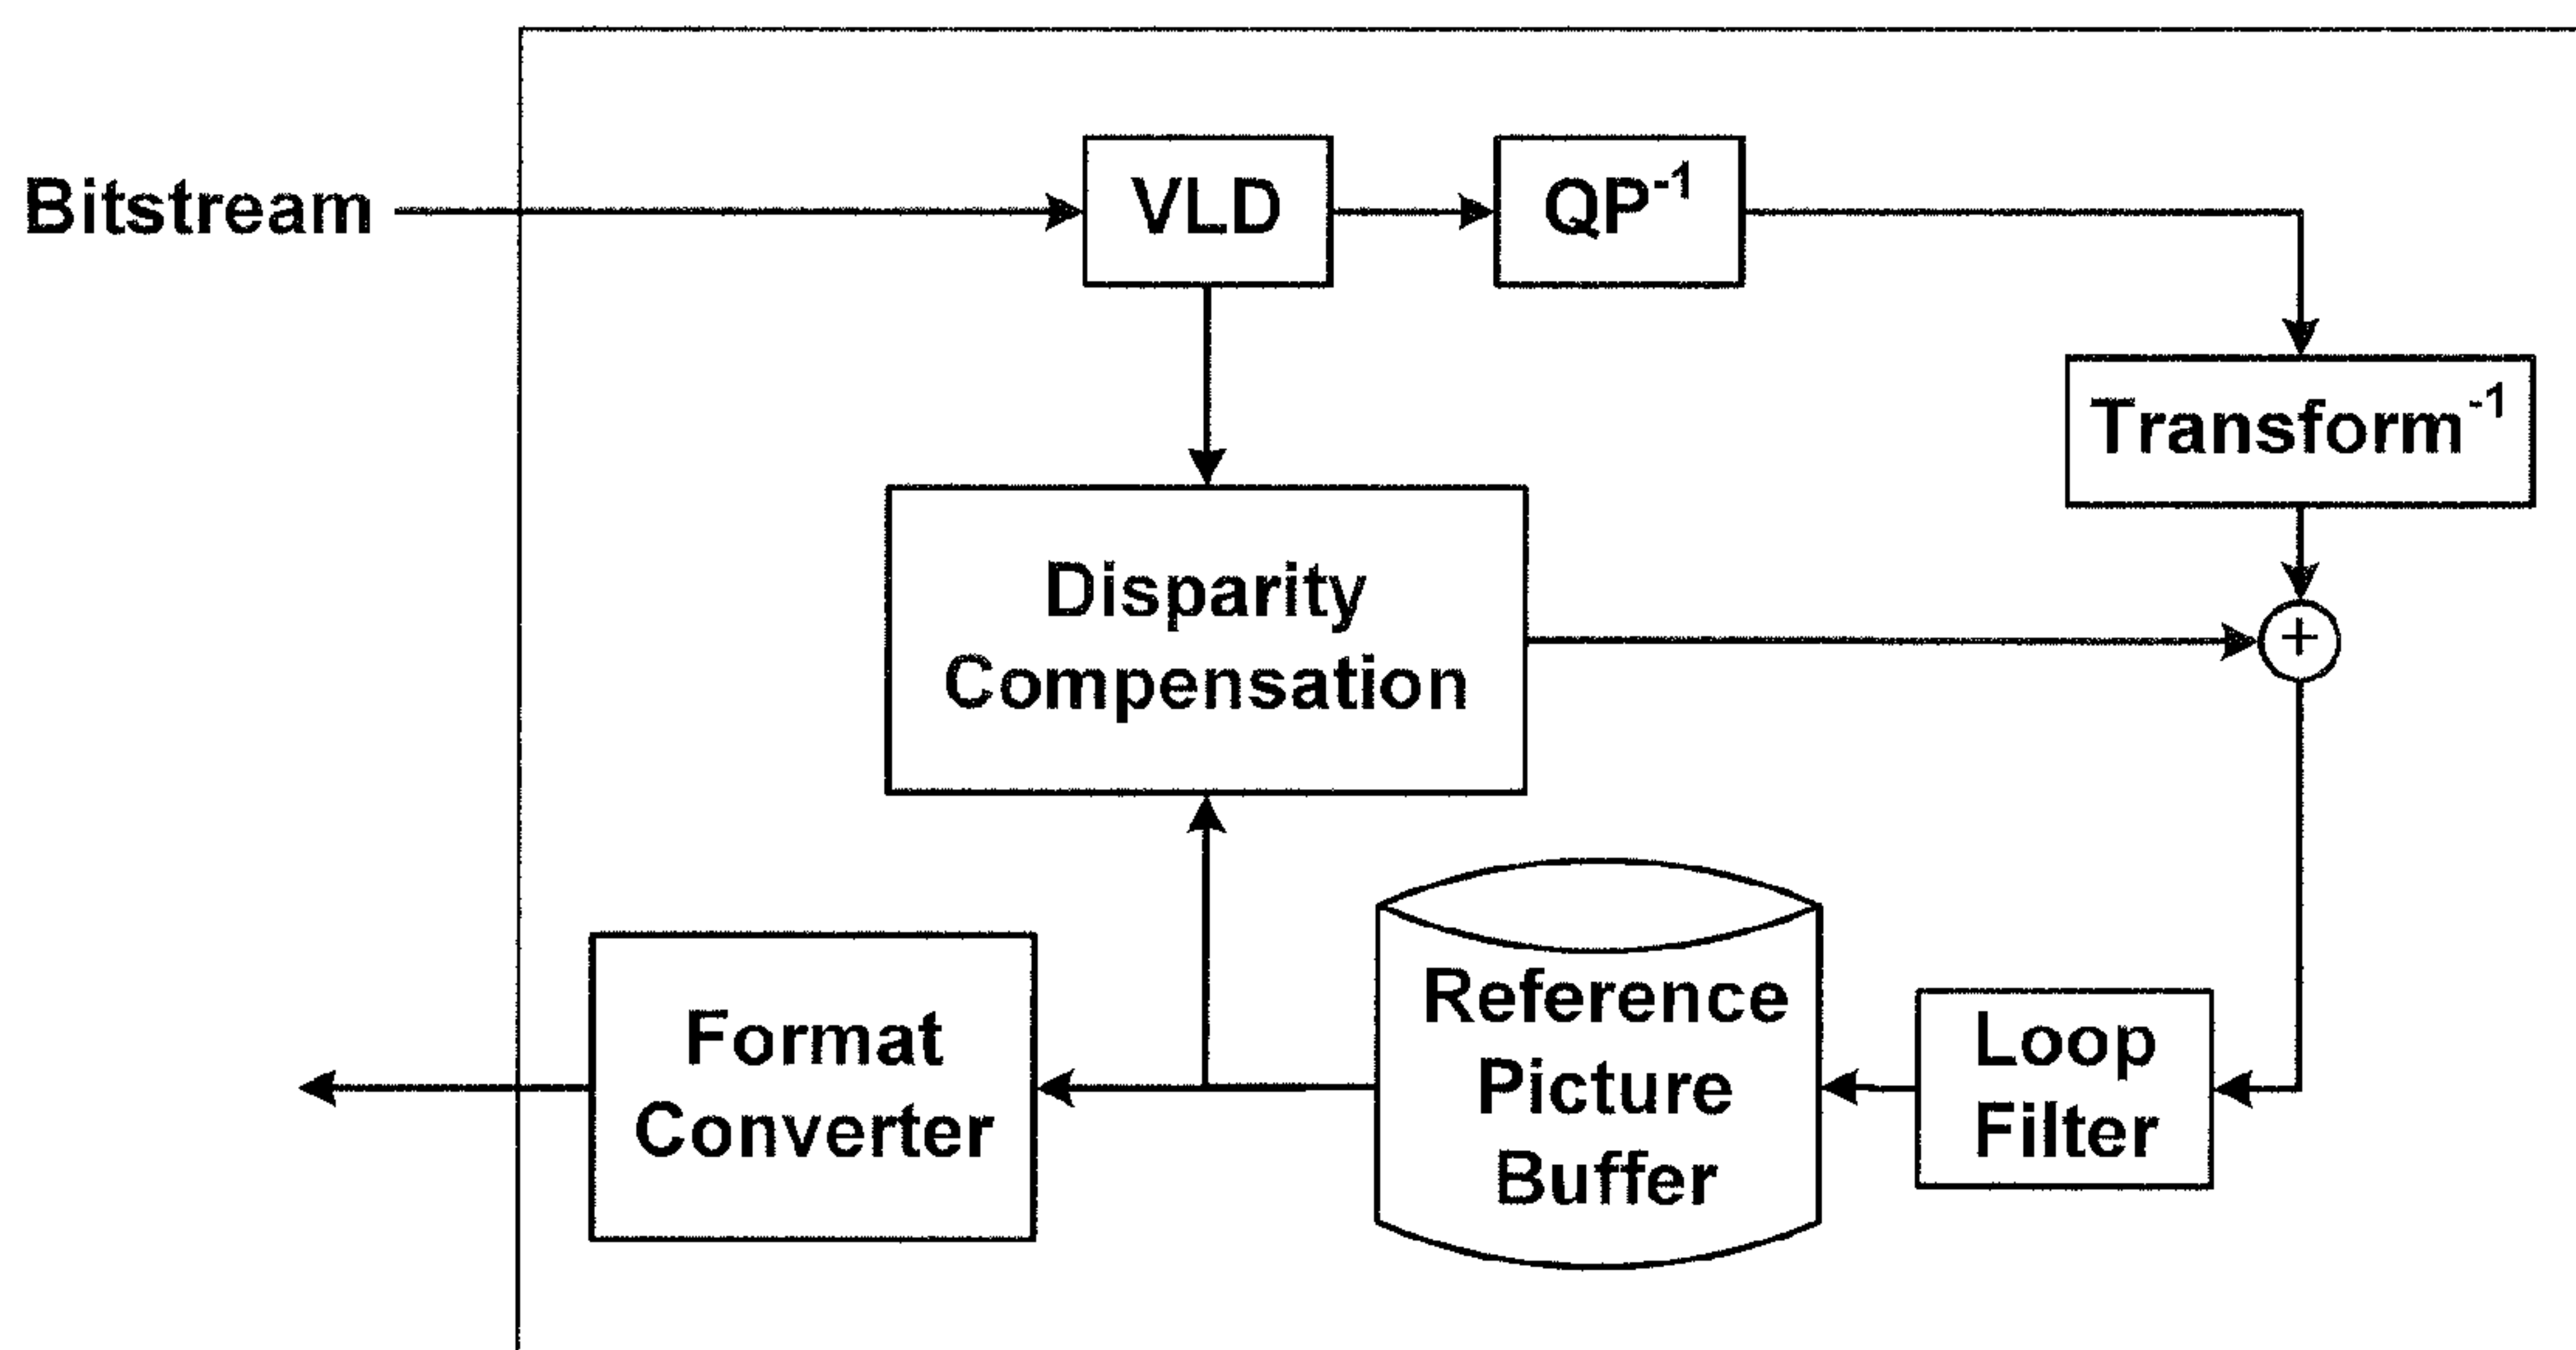 Bitstream
VLD
QP⁻¹
Transform⁻¹
Disparity
Compensation
+
Format
Converter
Reference
Picture
Buffer
Loop
Filter